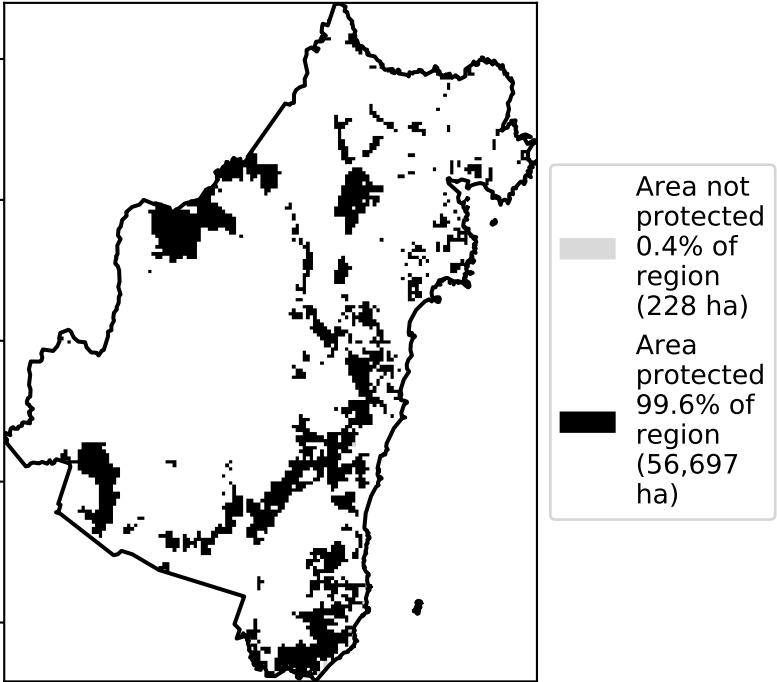 Area not
protected
0.4% of
region
(228 ha)
Area
protected
99.6% of
region
(56,697
ha)